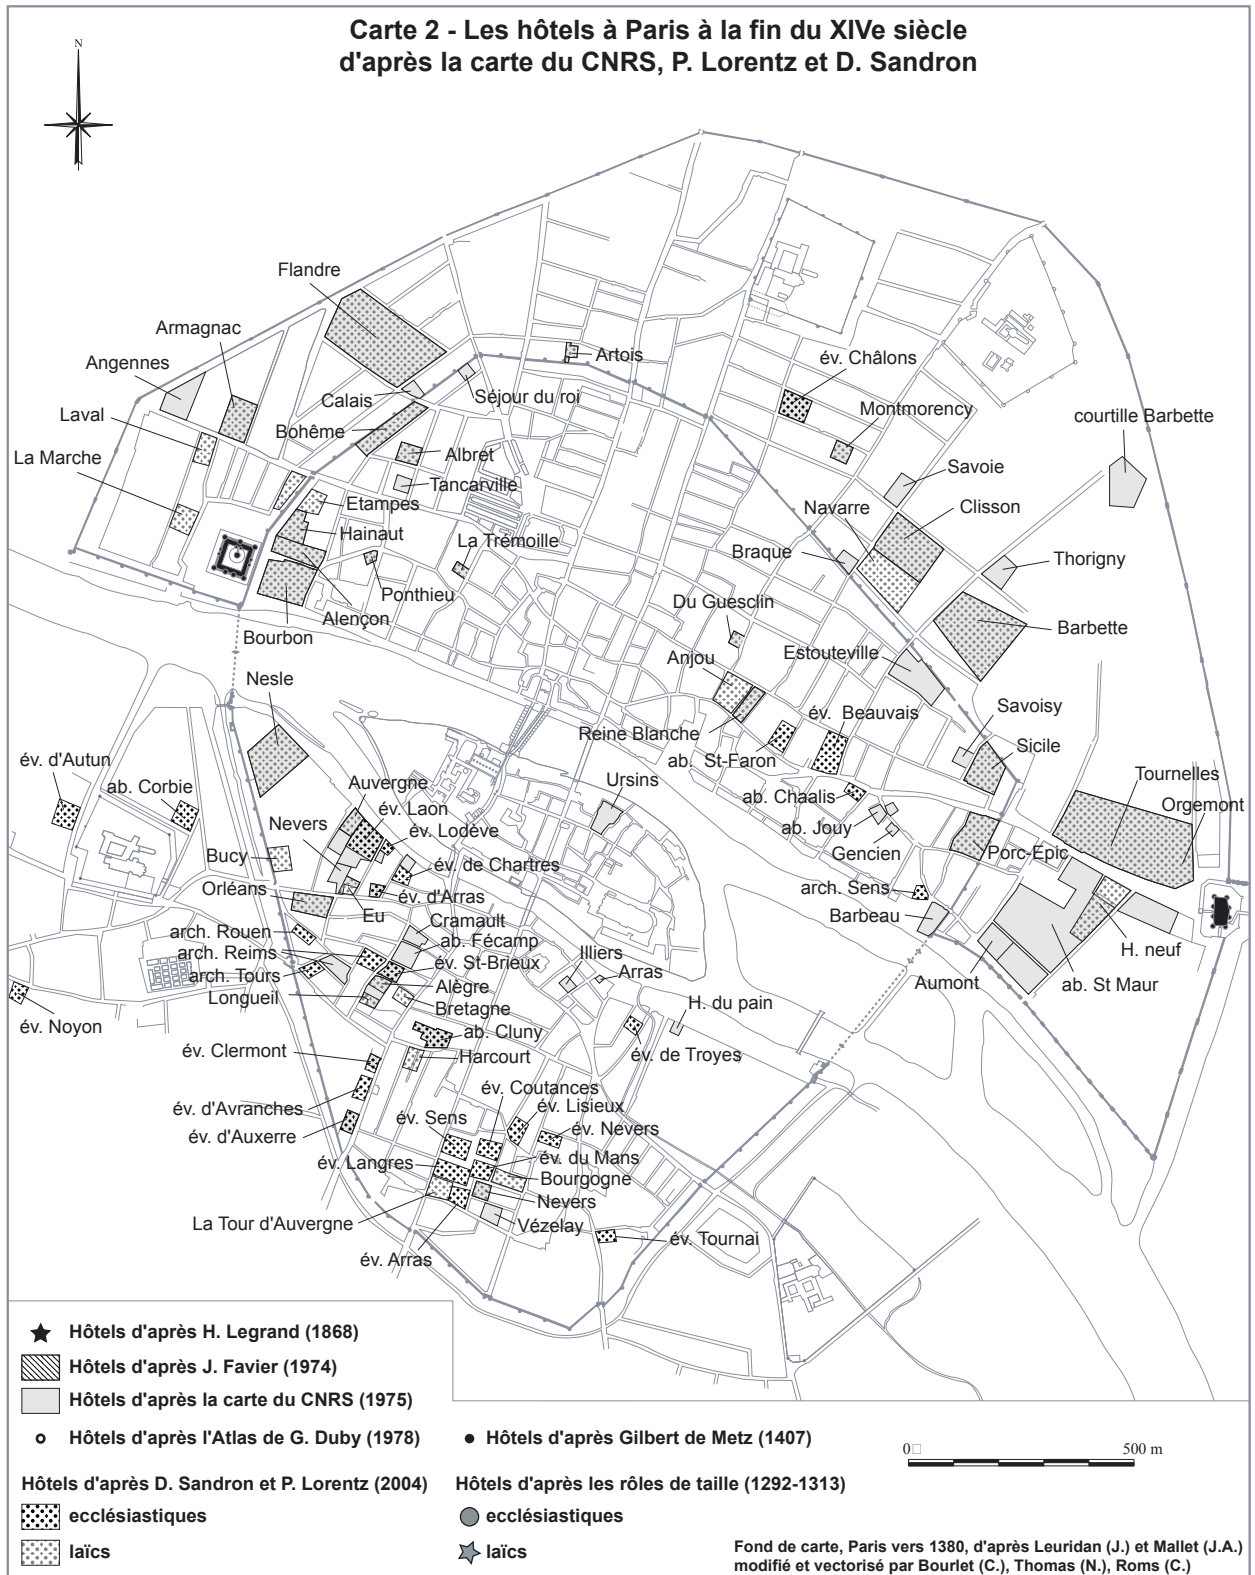 Carte 2 - Les hôtels à Paris à la fin du XIVe siècle
d'après la carte du CNRS, P. Lorentz et D. Sandron
N
Flandre
Armagnac
Angennes
Artois
év. Châlons
Calais
Séjour du roi
Laval
Montmorency
courtille Barbette
Bohême
La Marche
Albret
Savoie
Tancarville
Etampes
Navarre
Clisson
Hainaut
La Trémoille
Braque
Thorigny
Ponthieu
Du Guesclin
Alençon
Bourbon
Barbette
Anjou
Estouteville
Nesle
Reine Blanche
év. Beauvais
Savoisy
Sicile
ab. St-Faron
év. d'Autun
ab. Corbie
Auvergne
Ursins
Tournelles
ab. Chaalis
Orgemont
év. Laon
Nevers
év. Lodève
ab. Jouy
Gencien
Porc-Epic
Bucy
év. de Chartres
Orléans
év. d'Arras
arch. Sens
Eu
Cramault
Barbeau
arch. Rouen
ab. Fécamp
H. neuf
arch. Reims
év. St-Brieux
Illiers
arch. Tours
Arras
Aumont
ab. St Maur
Alègre
Longueil
Bretagne
H. du pain
év. Noyon
ab. Cluny
év. Clermont
Harcourt
év. de Troyes
év. Coutances
év. d'Avranches
év. Lisieux
év. Sens
év. Nevers
év. d'Auxerre
év. du Mans
év. Langres
Bourgogne
Nevers
La Tour d'Auvergne
Vézelay
év. Tournai
év. Arras
Hôtels d'après H. Legrand (1868)
Hôtels d'après J. Favier (1974)
Hôtels d'après la carte du CNRS (1975)
Hôtels d'après l'Atlas de G. Duby (1978)
Hôtels d'après Gilbert de Metz (1407)
0 500 m
Hôtels d'après D. Sandron et P. Lorentz (2004)
Hôtels d'après les rôles de taille (1292-1313)
ecclésiastiques
ecclésiastiques
laïcs
laïcs
Fond de carte, Paris vers 1380, d'après Leuridan (J.) et Mallet (J.A.)
modifié et vectorisé par Bourlet (C.), Thomas (N.), Roms (C.)